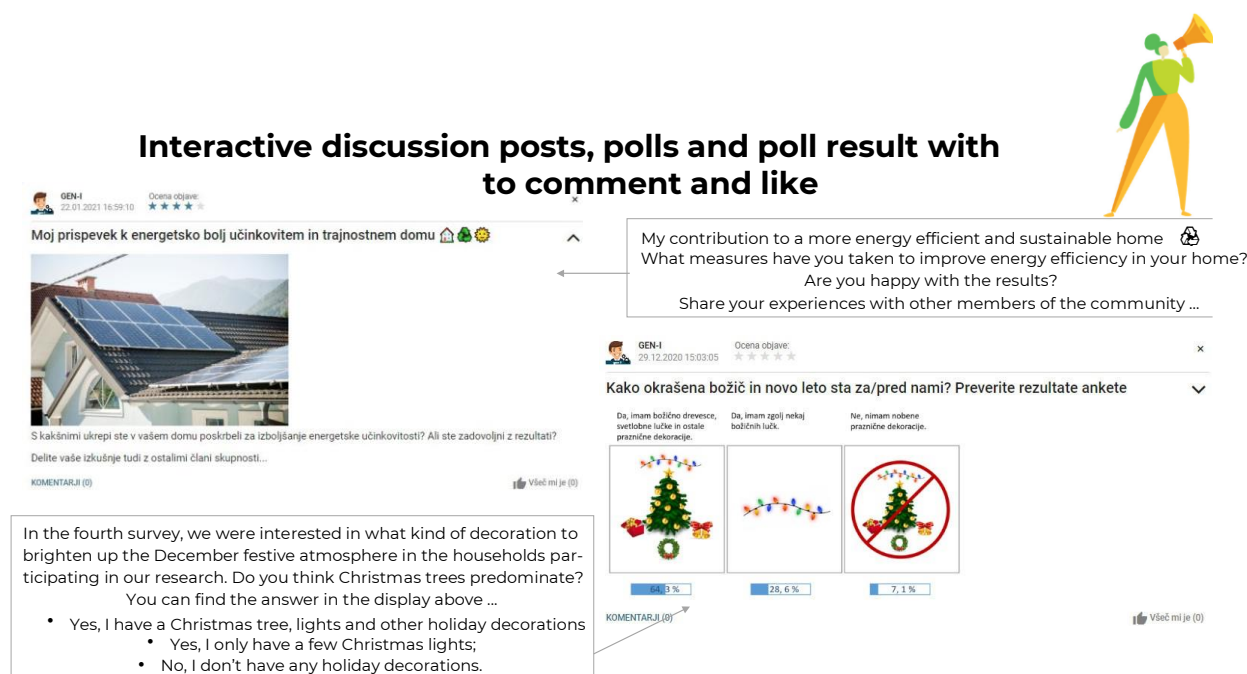 Interactive discussion posts, polls and poll result with
to comment and like
GEN-I
22.01.2021 16:59:10
Ocena objave:
×
Moj prispevek k energetsko bolj učinkovitem in trajnostnem domu
S kakšnimi ukrepi ste v vašem domu poskrbeli za izboljšanje energetske učinkovitosti? Ali ste zadovoljni z rezultati?
Delite vaše izkušnje tudi z ostalimi člani skupnosti...
KOMENTARJI (0)
Všeč mi je (0)
My contribution to a more energy efficient and sustainable home
What measures have you taken to improve energy efficiency in your home?
Are you happy with the results?
Share your experiences with other members of the community ...
GEN-I
29.12.2020 15:03:05
Ocena objave:
×
Kako okrašena božič in novo leto sta za/pred nami? Preverite rezultate ankete
Da, imam božično drevesce,
svetlobne lučke in ostale
praznične dekoracije.
Da, imam zgolj nekaj
božičnih lučk.
Ne, nimam nobene
praznične dekoracije.
64, 3 %
28, 6 %
7, 1 %
KOMENTARJI (0)
Všeč mi je (0)
In the fourth survey, we were interested in what kind of decoration to
brighten up the December festive atmosphere in the households par-
ticipating in our research. Do you think Christmas trees predominate?
You can find the answer in the display above ...
• Yes, I have a Christmas tree, lights and other holiday decorations
• Yes, I only have a few Christmas lights;
• No, I don’t have any holiday decorations.